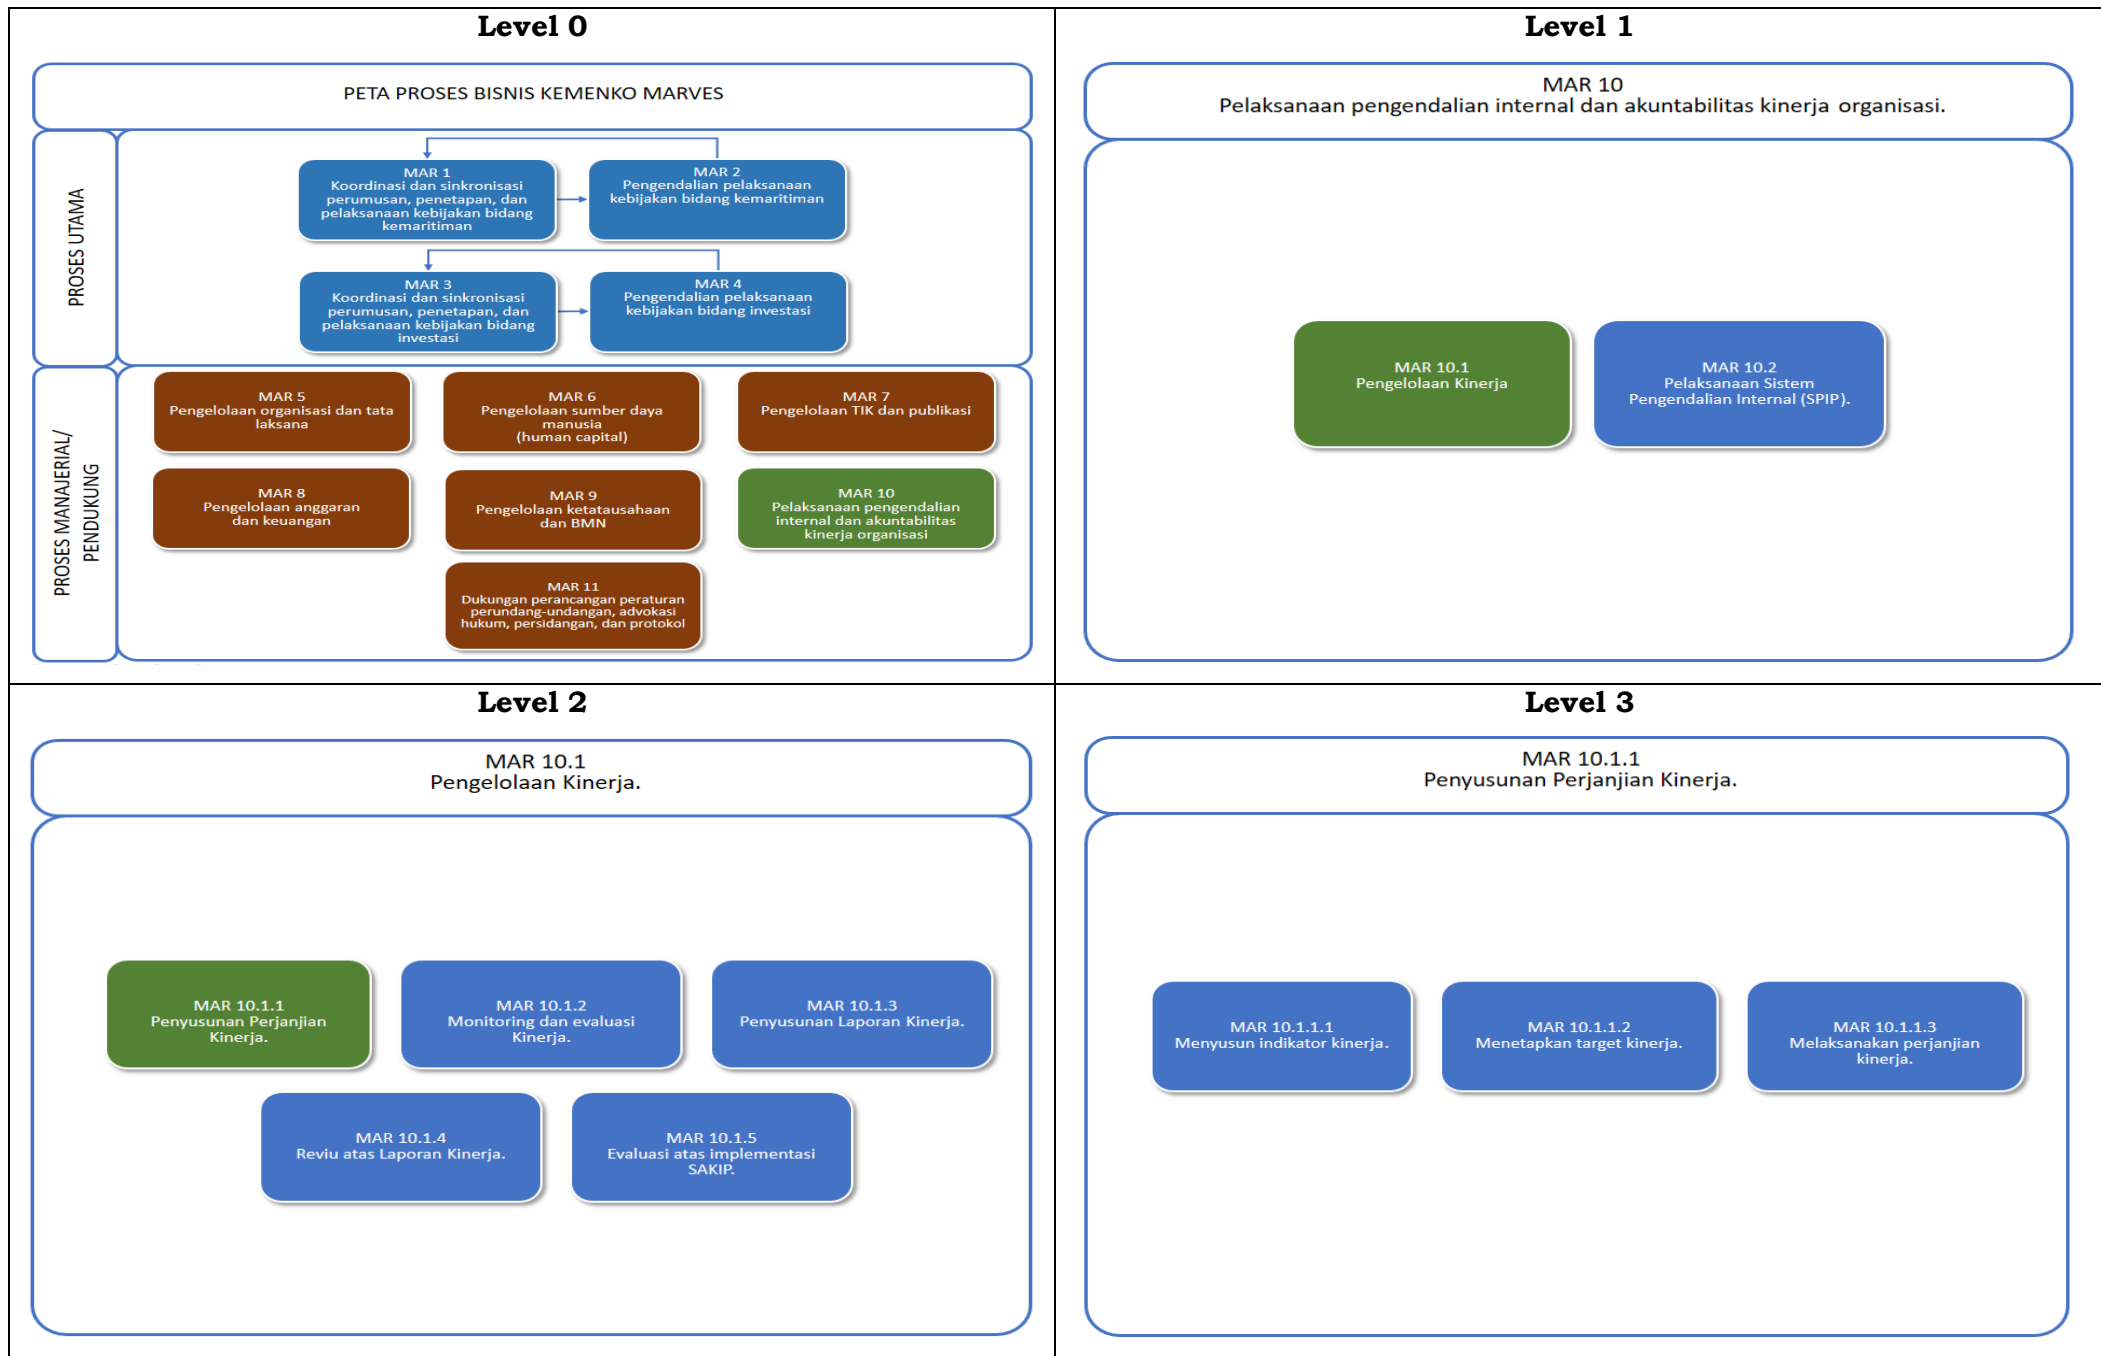 Level 0
PETA PROSES BISNIS KEMENKO MARVES
PROSES UTAMA
MAR 1
Koordinasi dan sinkronisasi
perumusan, penetapan, dan
pelaksanaan kebijakan bidang
kemaritiman
MAR 2
Pengendalian pelaksanaan
kebijakan bidang kemaritiman
MAR 3
Koordinasi dan sinkronisasi
perumusan, penetapan, dan
pelaksanaan kebijakan bidang
investasi
MAR 4
Pengendalian pelaksanaan
kebijakan bidang investasi
PROSES MANAJERIAL/
PENDUKUNG
MAR 5
Pengelolaan organisasi dan tata
laksana
MAR 6
Pengelolaan sumber daya
manusia
(human capital)
MAR 7
Pengelolaan TIK dan publikasi
MAR 8
Pengelolaan anggaran
dan keuangan
MAR 9
Pengelolaan ketatausahaan
dan BMN
MAR 10
Pelaksanaan pengendalian
internal dan akuntabilitas
kinerja organisasi
MAR 11
Dukungan perancangan peraturan
perundang-undangan, advokasi
hukum, persidangan, dan protokol
Level 1
MAR 10
Pelaksanaan pengendalian internal dan akuntabilitas kinerja organisasi.
MAR 10.1
Pengelolaan Kinerja
MAR 10.2
Pelaksanaan Sistem
Pengendalian Internal (SPIP).
Level 2
MAR 10.1
Pengelolaan Kinerja.
MAR 10.1.1
Penyusunan Perjanjian
Kinerja.
MAR 10.1.2
Monitoring dan evaluasi
Kinerja.
MAR 10.1.3
Penyusunan Laporan Kinerja.
MAR 10.1.4
Reviu atas Laporan Kinerja.
MAR 10.1.5
Evaluasi atas implementasi
SAKIP.
Level 3
MAR 10.1.1
Penyusunan Perjanjian Kinerja.
MAR 10.1.1.1
Menyusun indikator kinerja.
MAR 10.1.1.2
Menetapkan target kinerja.
MAR 10.1.1.3
Melaksanakan perjanjian
kinerja.